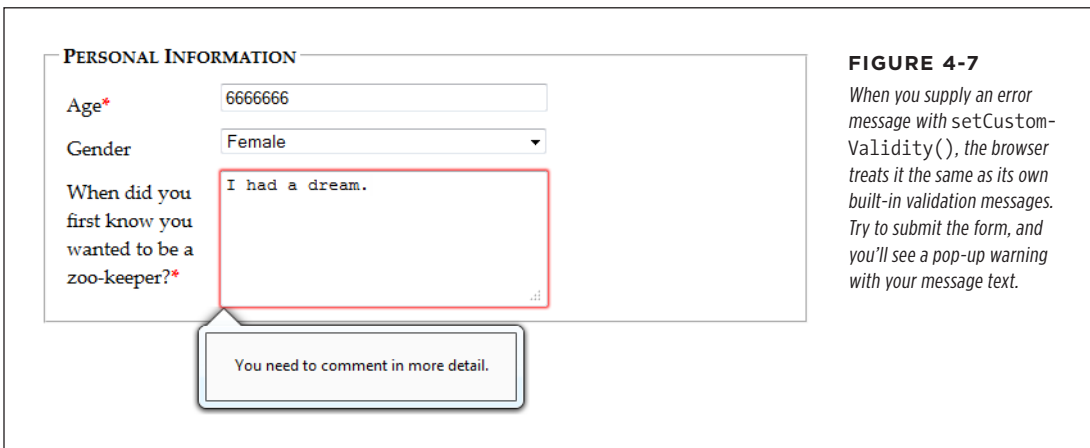 PERSONAL INFORMATION
Age*
6666666
Gender
Female
When did you
first know you
wanted to be a
zoo-keeper?*
I had a dream.
You need to comment in more detail.
FIGURE 4-7
When you supply an error
message with setCustom-
Validity(), the browser
treats it the same as its own
built-in validation messages.
Try to submit the form, and
you'll see a pop-up warning
with your message text.